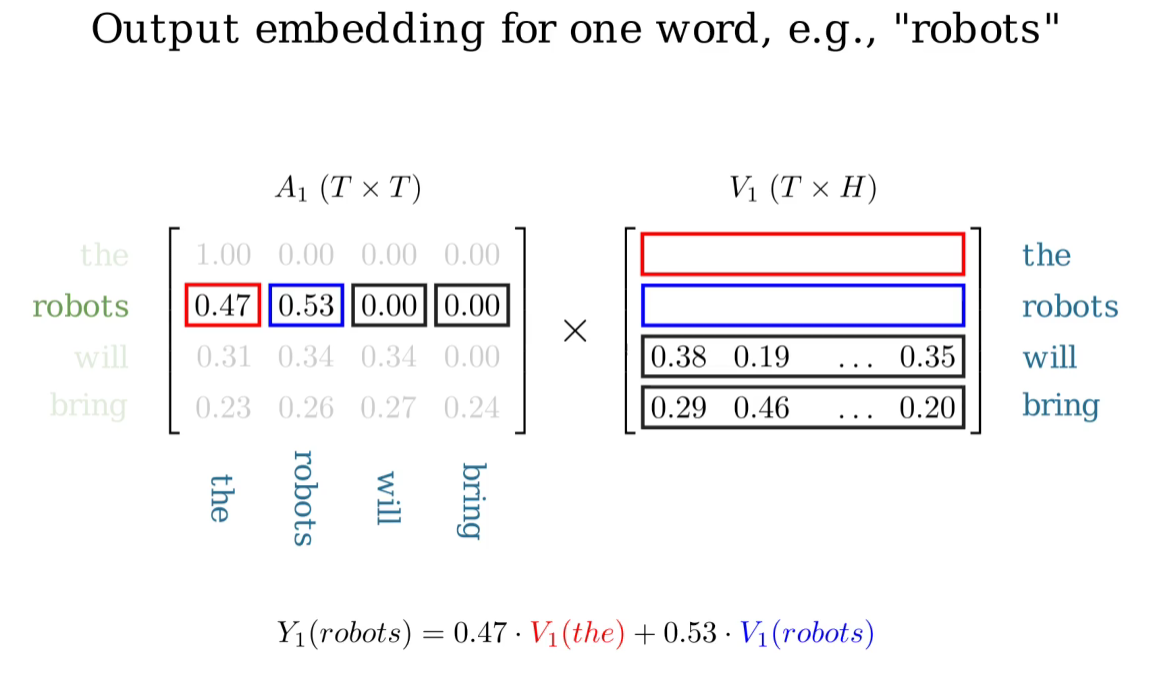 Output embedding for one word, e.g., "robots"
A₁ (T × T)
V₁ (T × H)
the 1.00 0.00 0.00 0.00 the
robots 0.47 0.53 0.00 0.00 × robots
will 0.31 0.34 0.34 0.00 0.38 0.19 ... 0.35 will
bring 0.23 0.26 0.27 0.24 0.29 0.46 ... 0.20 bring
the robots will bring
Y₁(robots) = 0.47 · V₁(the) + 0.53 · V₁(robots)